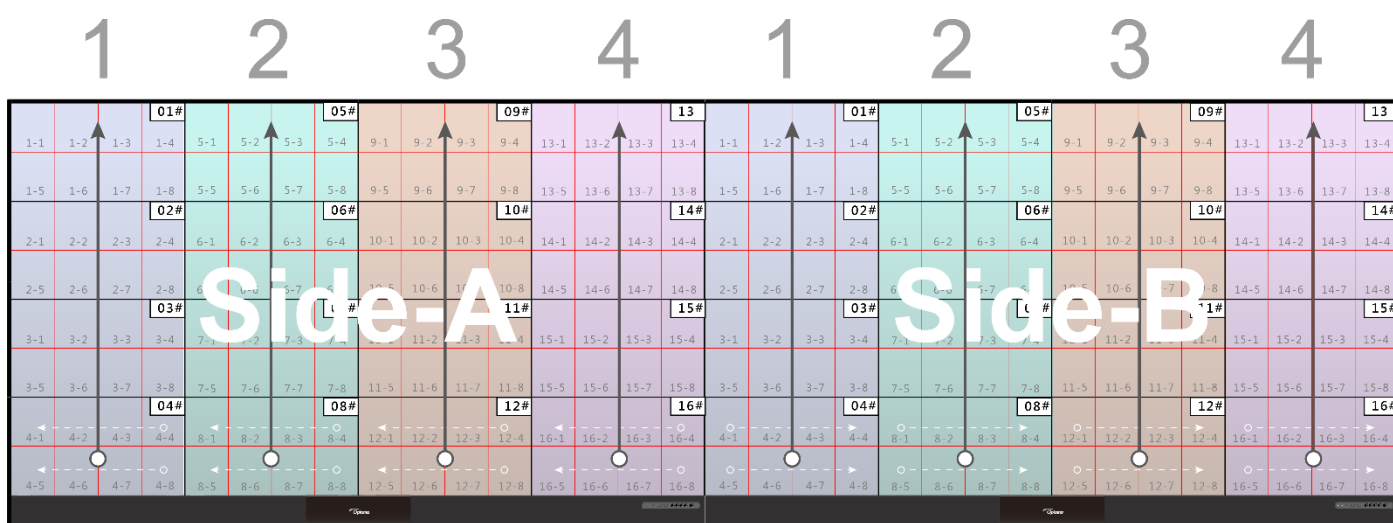 1 2 3 4 1 2 3 4
01# 05# 09# 13 01# 05# 09# 13
1-1 1-2 1-3 1-4 5-1 5-2 5-3 5-4 9-1 9-2 9-3 9-4 13-1 13-2 13-3 13-4 1-1 1-2 1-3 1-4 5-1 5-2 5-3 5-4 9-1 9-2 9-3 9-4 13-1 13-2 13-3 13-4
1-5 1-6 1-7 1-8 5-5 5-6 5-7 5-8 9-5 9-6 9-7 9-8 13-5 13-6 13-7 13-8 1-5 1-6 1-7 1-8 5-5 5-6 5-7 5-8 9-5 9-6 9-7 9-8 13-5 13-6 13-7 13-8
02# 06# 10# 14# 02# 06# 10# 14#
2-1 2-2 2-3 2-4 6-1 6-2 6-3 6-4 10-1 10-2 10-3 10-4 14-1 14-2 14-3 14-4 2-1 2-2 2-3 2-4 6-1 6-2 6-3 6-4 10-1 10-2 10-3 10-4 14-1 14-2 14-3 14-4
2-5 2-6 2-7 2-8 10-6 10-7 10-8 14-5 14-6 14-7 14-8 2-5 2-6 2-7 2-8 10-5 10-6 10-7 14-5 14-6 14-7 14-8
Side-A Side-B
03# 11# 15# 03# 15#
3-1 3-2 3-3 3-4 11-2 11-3 15-1 15-2 15-3 15-4 3-1 3-2 3-3 3-4 11-2 11-3 11-4 15-1 15-2 15-3 15-4
3-5 3-6 3-7 3-8 7-5 7-6 7-7 7-8 11-5 11-6 11-7 11-8 15-5 15-6 15-7 15-8 3-5 3-6 3-7 3-8 7-5 7-6 7-7 7-8 11-5 11-6 11-7 11-8 15-5 15-6 15-7 15-8
04# 08# 12# 16# 04# 08# 12# 16#
4-1 4-2 4-3 4-4 8-1 8-2 8-3 8-4 12-1 12-2 12-3 12-4 16-1 16-2 16-3 16-4 4-1 4-2 4-3 4-4 8-1 8-2 8-3 8-4 12-1 12-2 12-3 12-4 16-1 16-2 16-3 16-4
4-5 4-6 4-7 4-8 8-5 8-6 8-7 8-8 12-5 12-6 12-7 12-8 16-5 16-6 16-7 16-8 4-5 4-6 4-7 4-8 8-5 8-6 8-7 8-8 12-5 12-6 12-7 12-8 16-5 16-6 16-7 16-8
Optoma Optoma